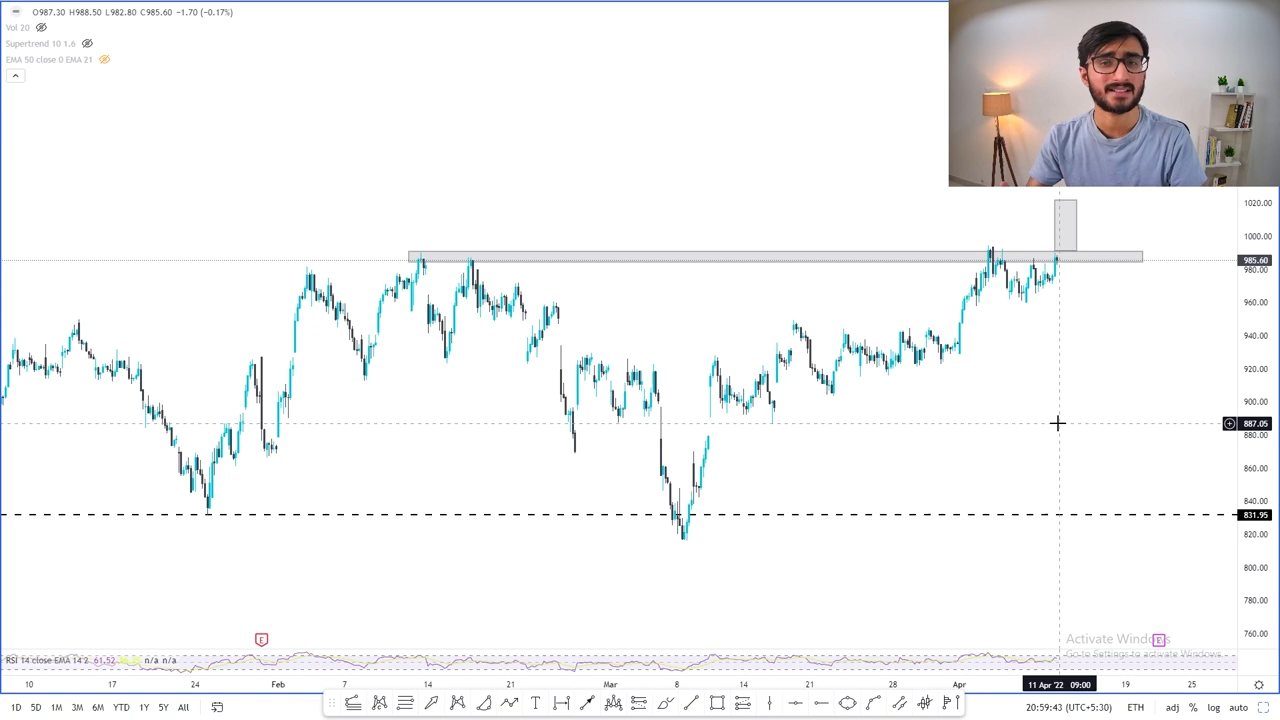 O987.30 H988.50 L982.80 C985.60 −1.70 (−0.17%)
Vol 20
Supertrend 10 1.6
EMA 50 close 0 EMA 21
1020.00
1000.00
985.60
980.00
960.00
940.00
920.00
900.00
887.05
880.00
860.00
840.00
831.95
820.00
800.00
780.00
760.00
E
E
Activate Windows
Go to Settings to activate Windows.
RSI 14 close EMA 14 2 61.52 n/a n/a
10 17 24 Feb 7 14 21 Mar 8 14 21 28 Apr 11 Apr '22 09:00 19 25
1D 5D 1M 3M 6M YTD 1Y 5Y All
T
20:59:43 (UTC+5:30) ETH adj % log auto